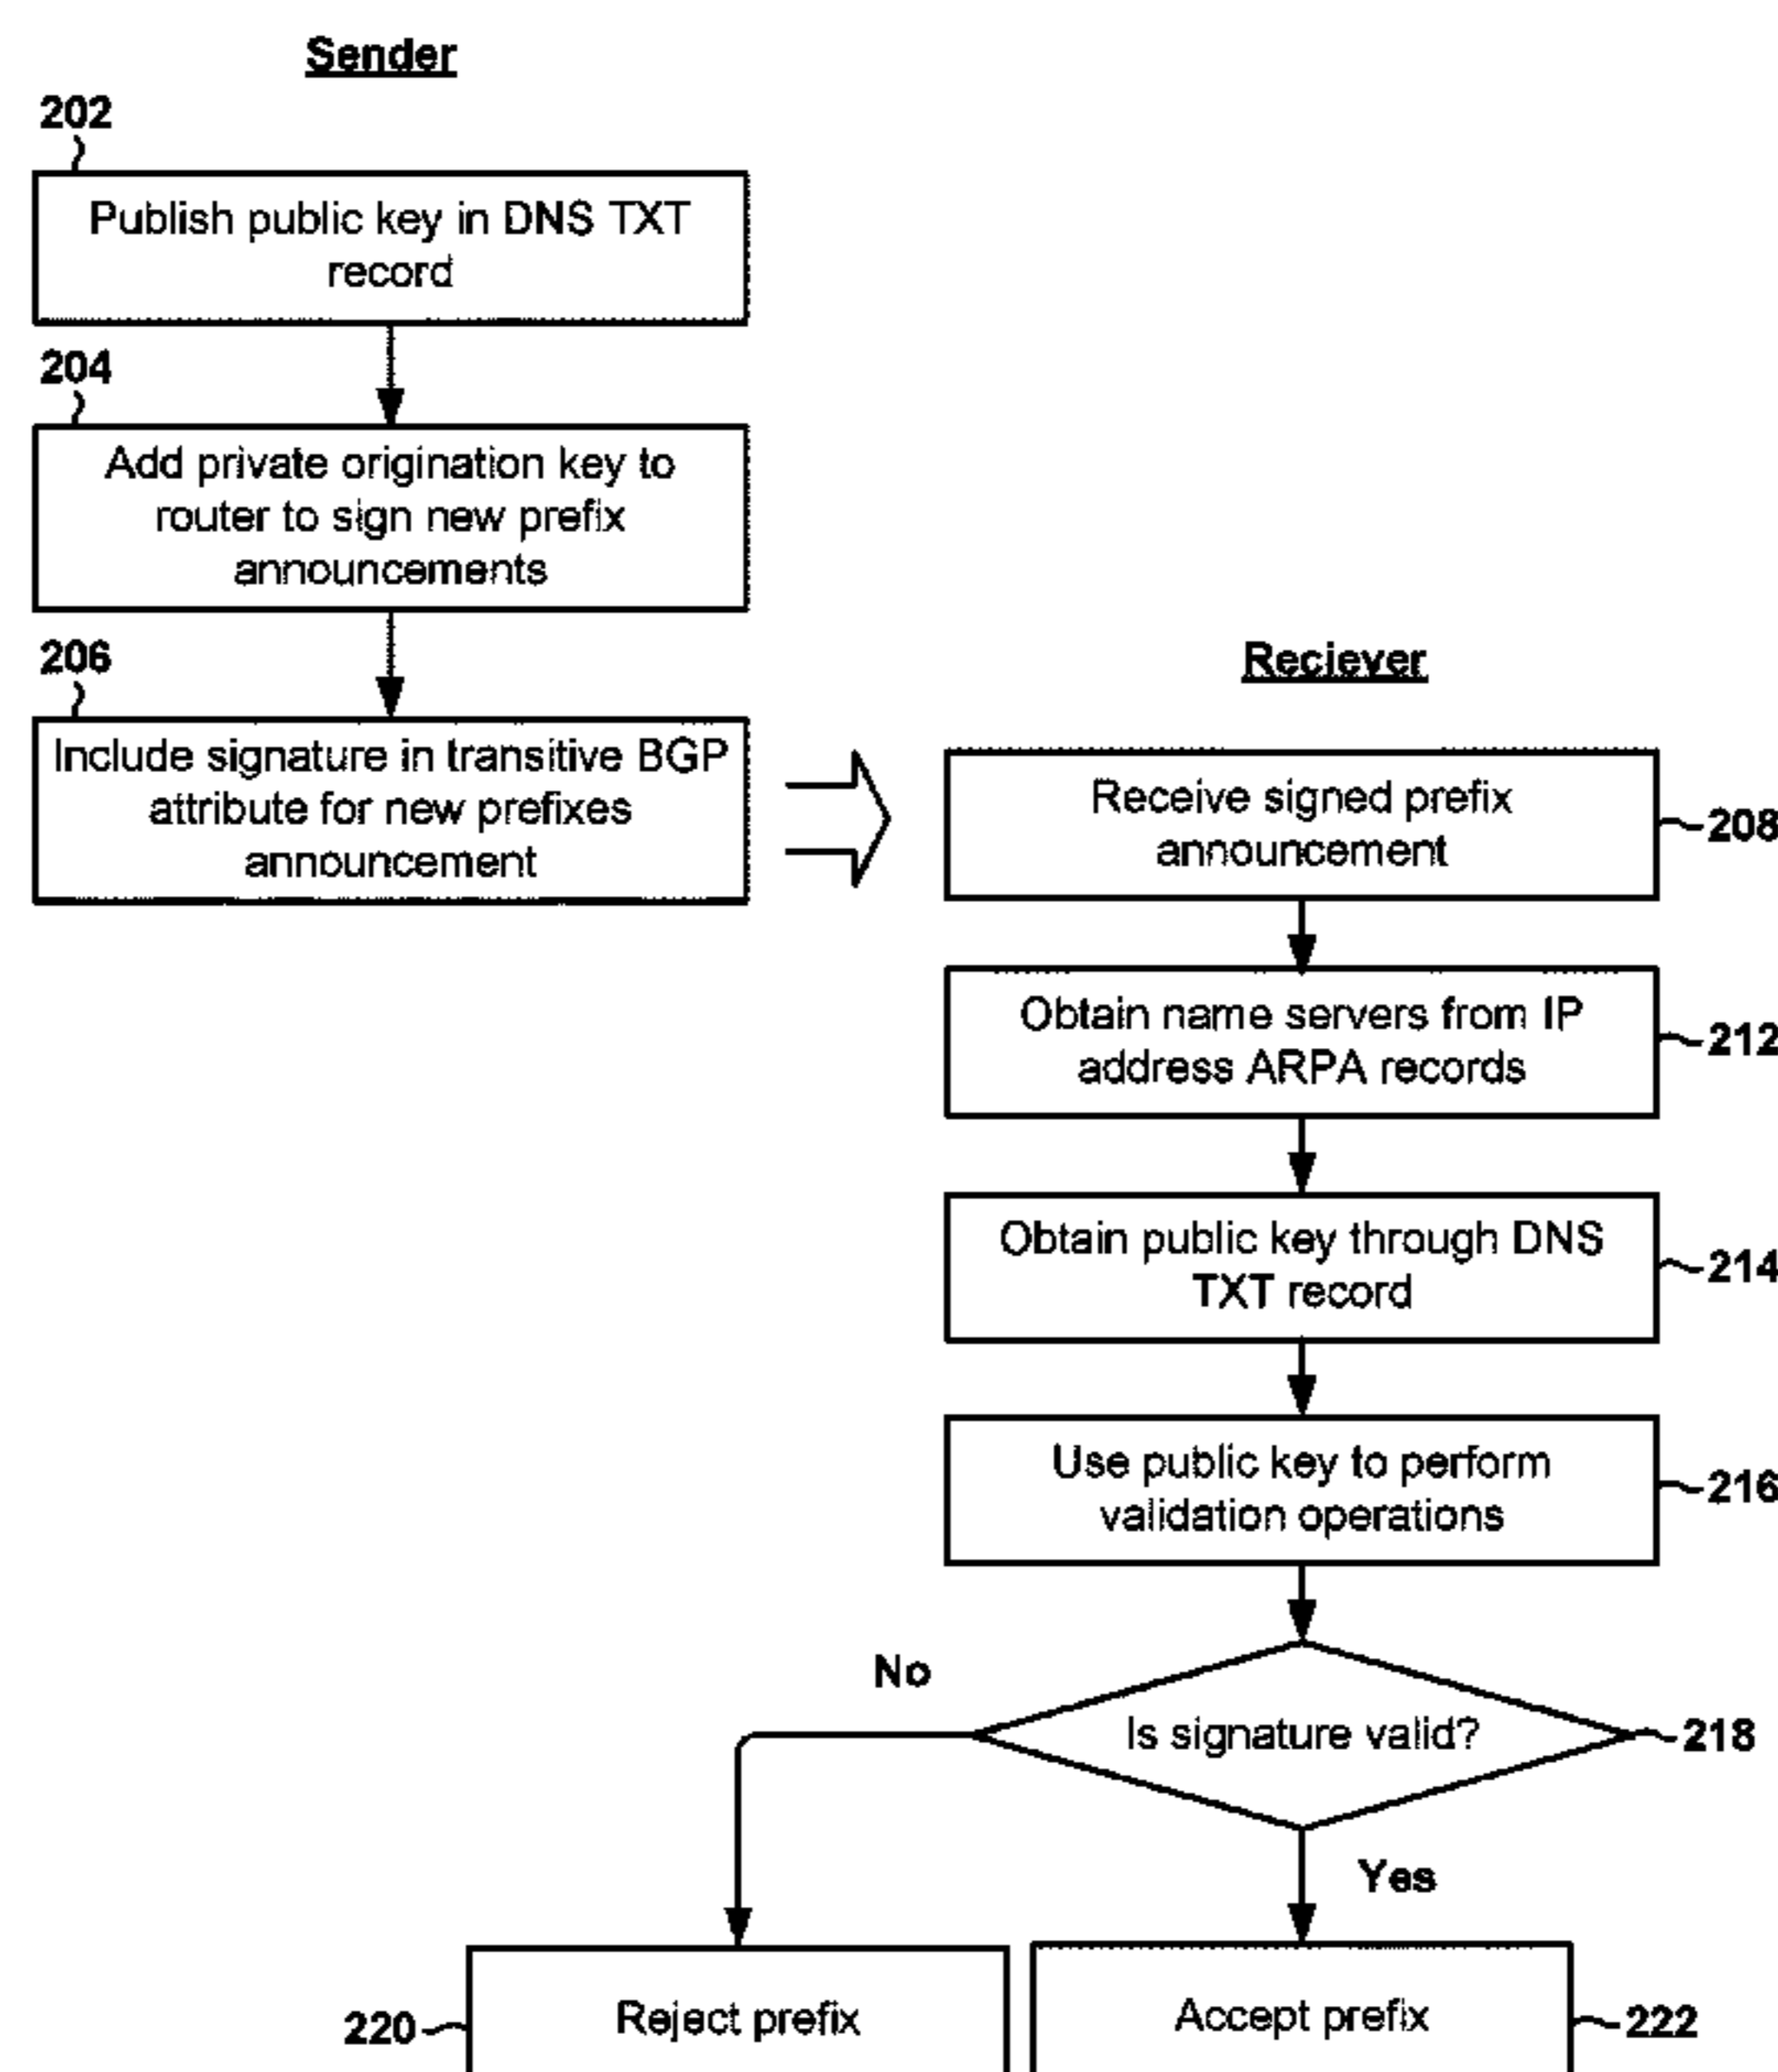 Sender
202
Publish public key in DNS TXT
record
204
Add private origination key to
router to sign new prefix
announcements
206
Include signature in transitive BGP
attribute for new prefixes
announcement
Reciever
Receive signed prefix
announcement
208
Obtain name servers from IP
address ARPA records
212
Obtain public key through DNS
TXT record
214
Use public key to perform
validation operations
216
No
Is signature valid?
218
Yes
220
Reject prefix
Accept prefix
222